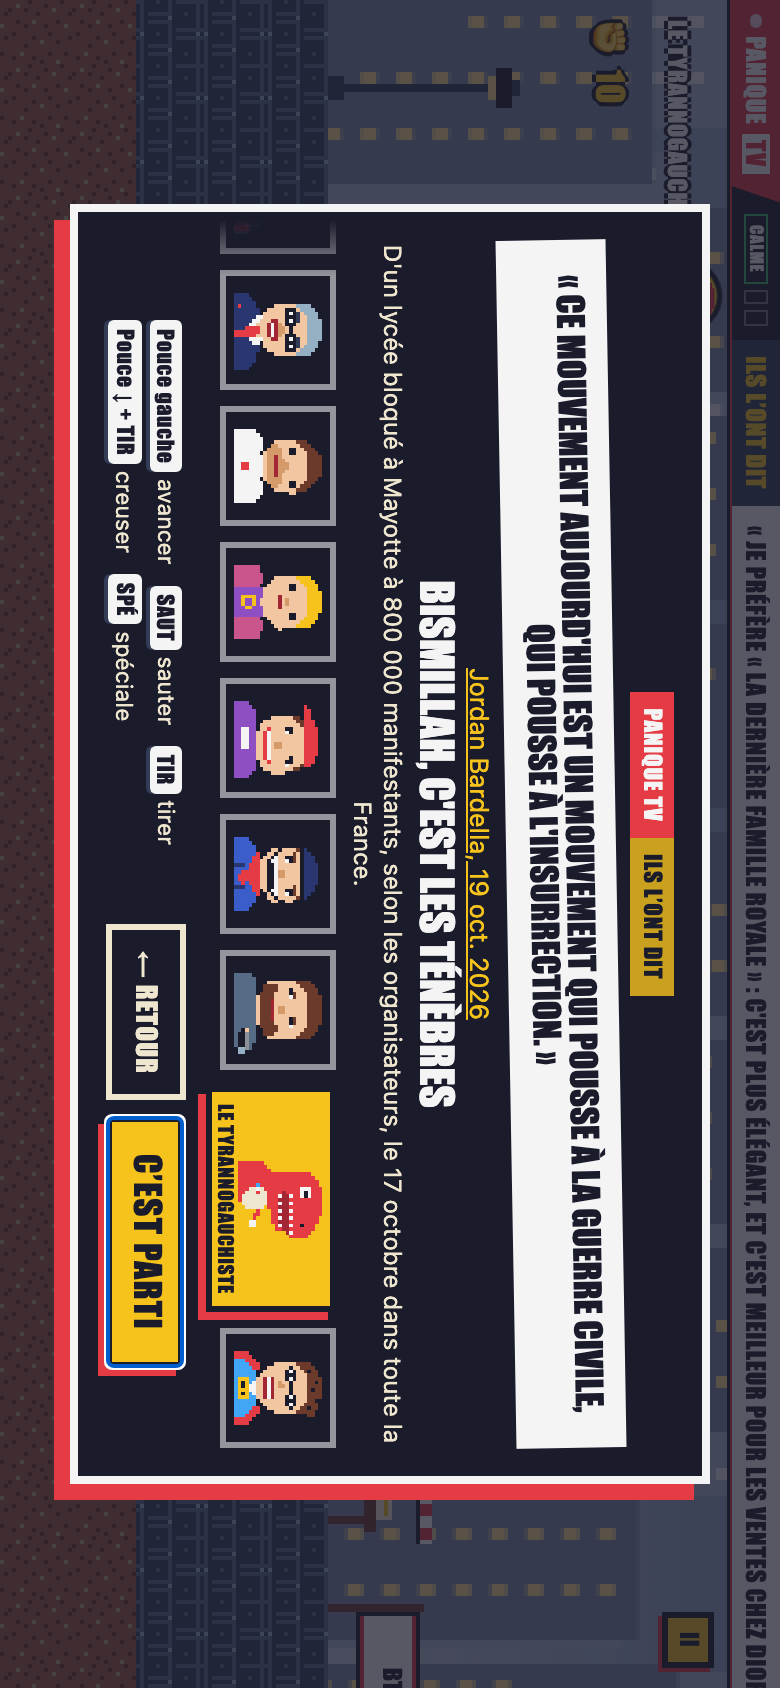 PANIQUE TV
CALME
ILS L'ONT DIT
« JE PRÉFÈRE « LA DERNIÈRE FAMILLE ROYALE » : C'EST PLUS ÉLÉGANT, ET C'EST MEILLEUR POUR LES VENTES CHEZ DIOR
LE TYRANNOGAUCH
10
PANIQUE TV
ILS L'ONT DIT
« CE MOUVEMENT AUJOURD'HUI EST UN MOUVEMENT QUI POUSSE À LA GUERRE CIVILE,
QUI POUSSE À L'INSURRECTION. »
Jordan Bardella, 19 oct. 2026
BISMILLAH, C'EST LES TÉNÈBRES
D'un lycée bloqué à Mayotte à 800 000 manifestants, selon les organisateurs, le 17 octobre dans toute la
France.
D
LE TYRANNOGAUCHISTE
Pouce gauche avancer SAUT sauter TIR tirer
Pouce ↓ + TIR creuser SPÉ spéciale
← RETOUR
C'EST PARTI